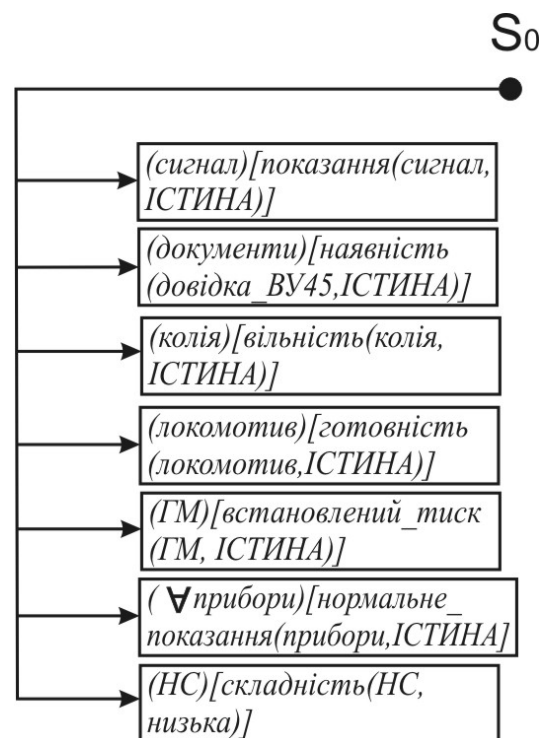 S0
(сигнал)[показання(сигнал,
ІСТИНА)]
(документи)[наявність
(довідка_ВУ45,ІСТИНА)]
(колія)[вільність(колія,
ІСТИНА)]
(локомотив)[готовність
(локомотив,ІСТИНА)]
(ГМ)[встановлений_тиск
(ГМ, ІСТИНА)]
( ∀прибори)[нормальне_
показання(прибори,ІСТИНА]
(НС)[складність(НС,
низька)]